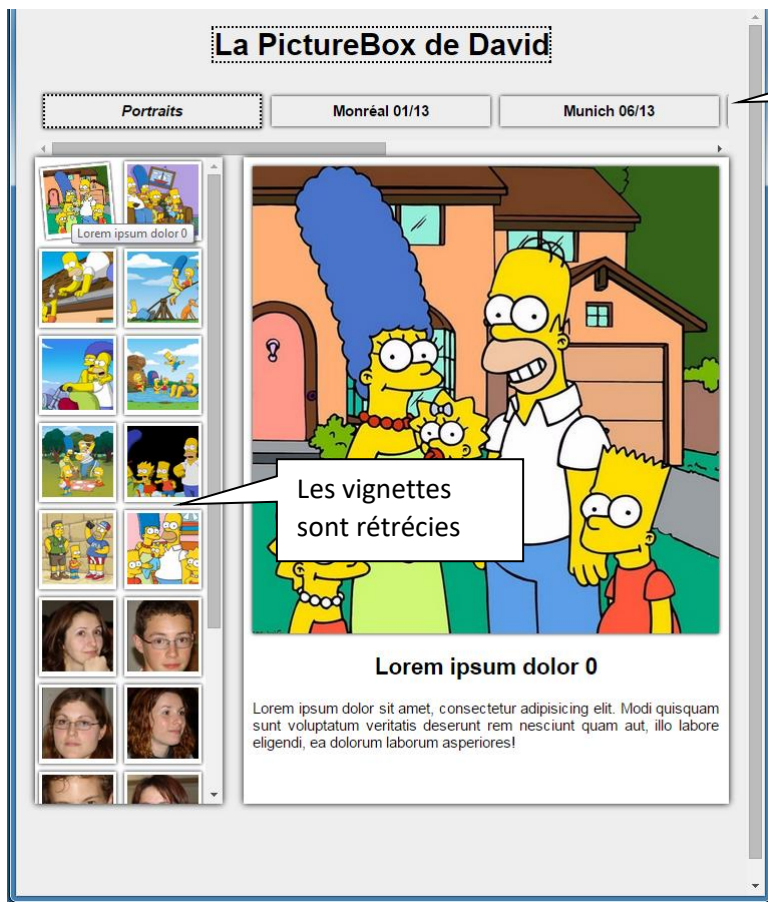 La PictureBox de David
Portraits
Monréal 01/13
Munich 06/13
Lorem ipsum dolor 0
Les vignettes
sont rétrécies
Lorem ipsum dolor 0
Lorem ipsum dolor sit amet, consectetur adipisicing elit. Modi quisquam
sunt voluptatum veritatis deserunt rem nesciunt quam aut, illo labore
eligendi, ea dolorum laborum asperiores!